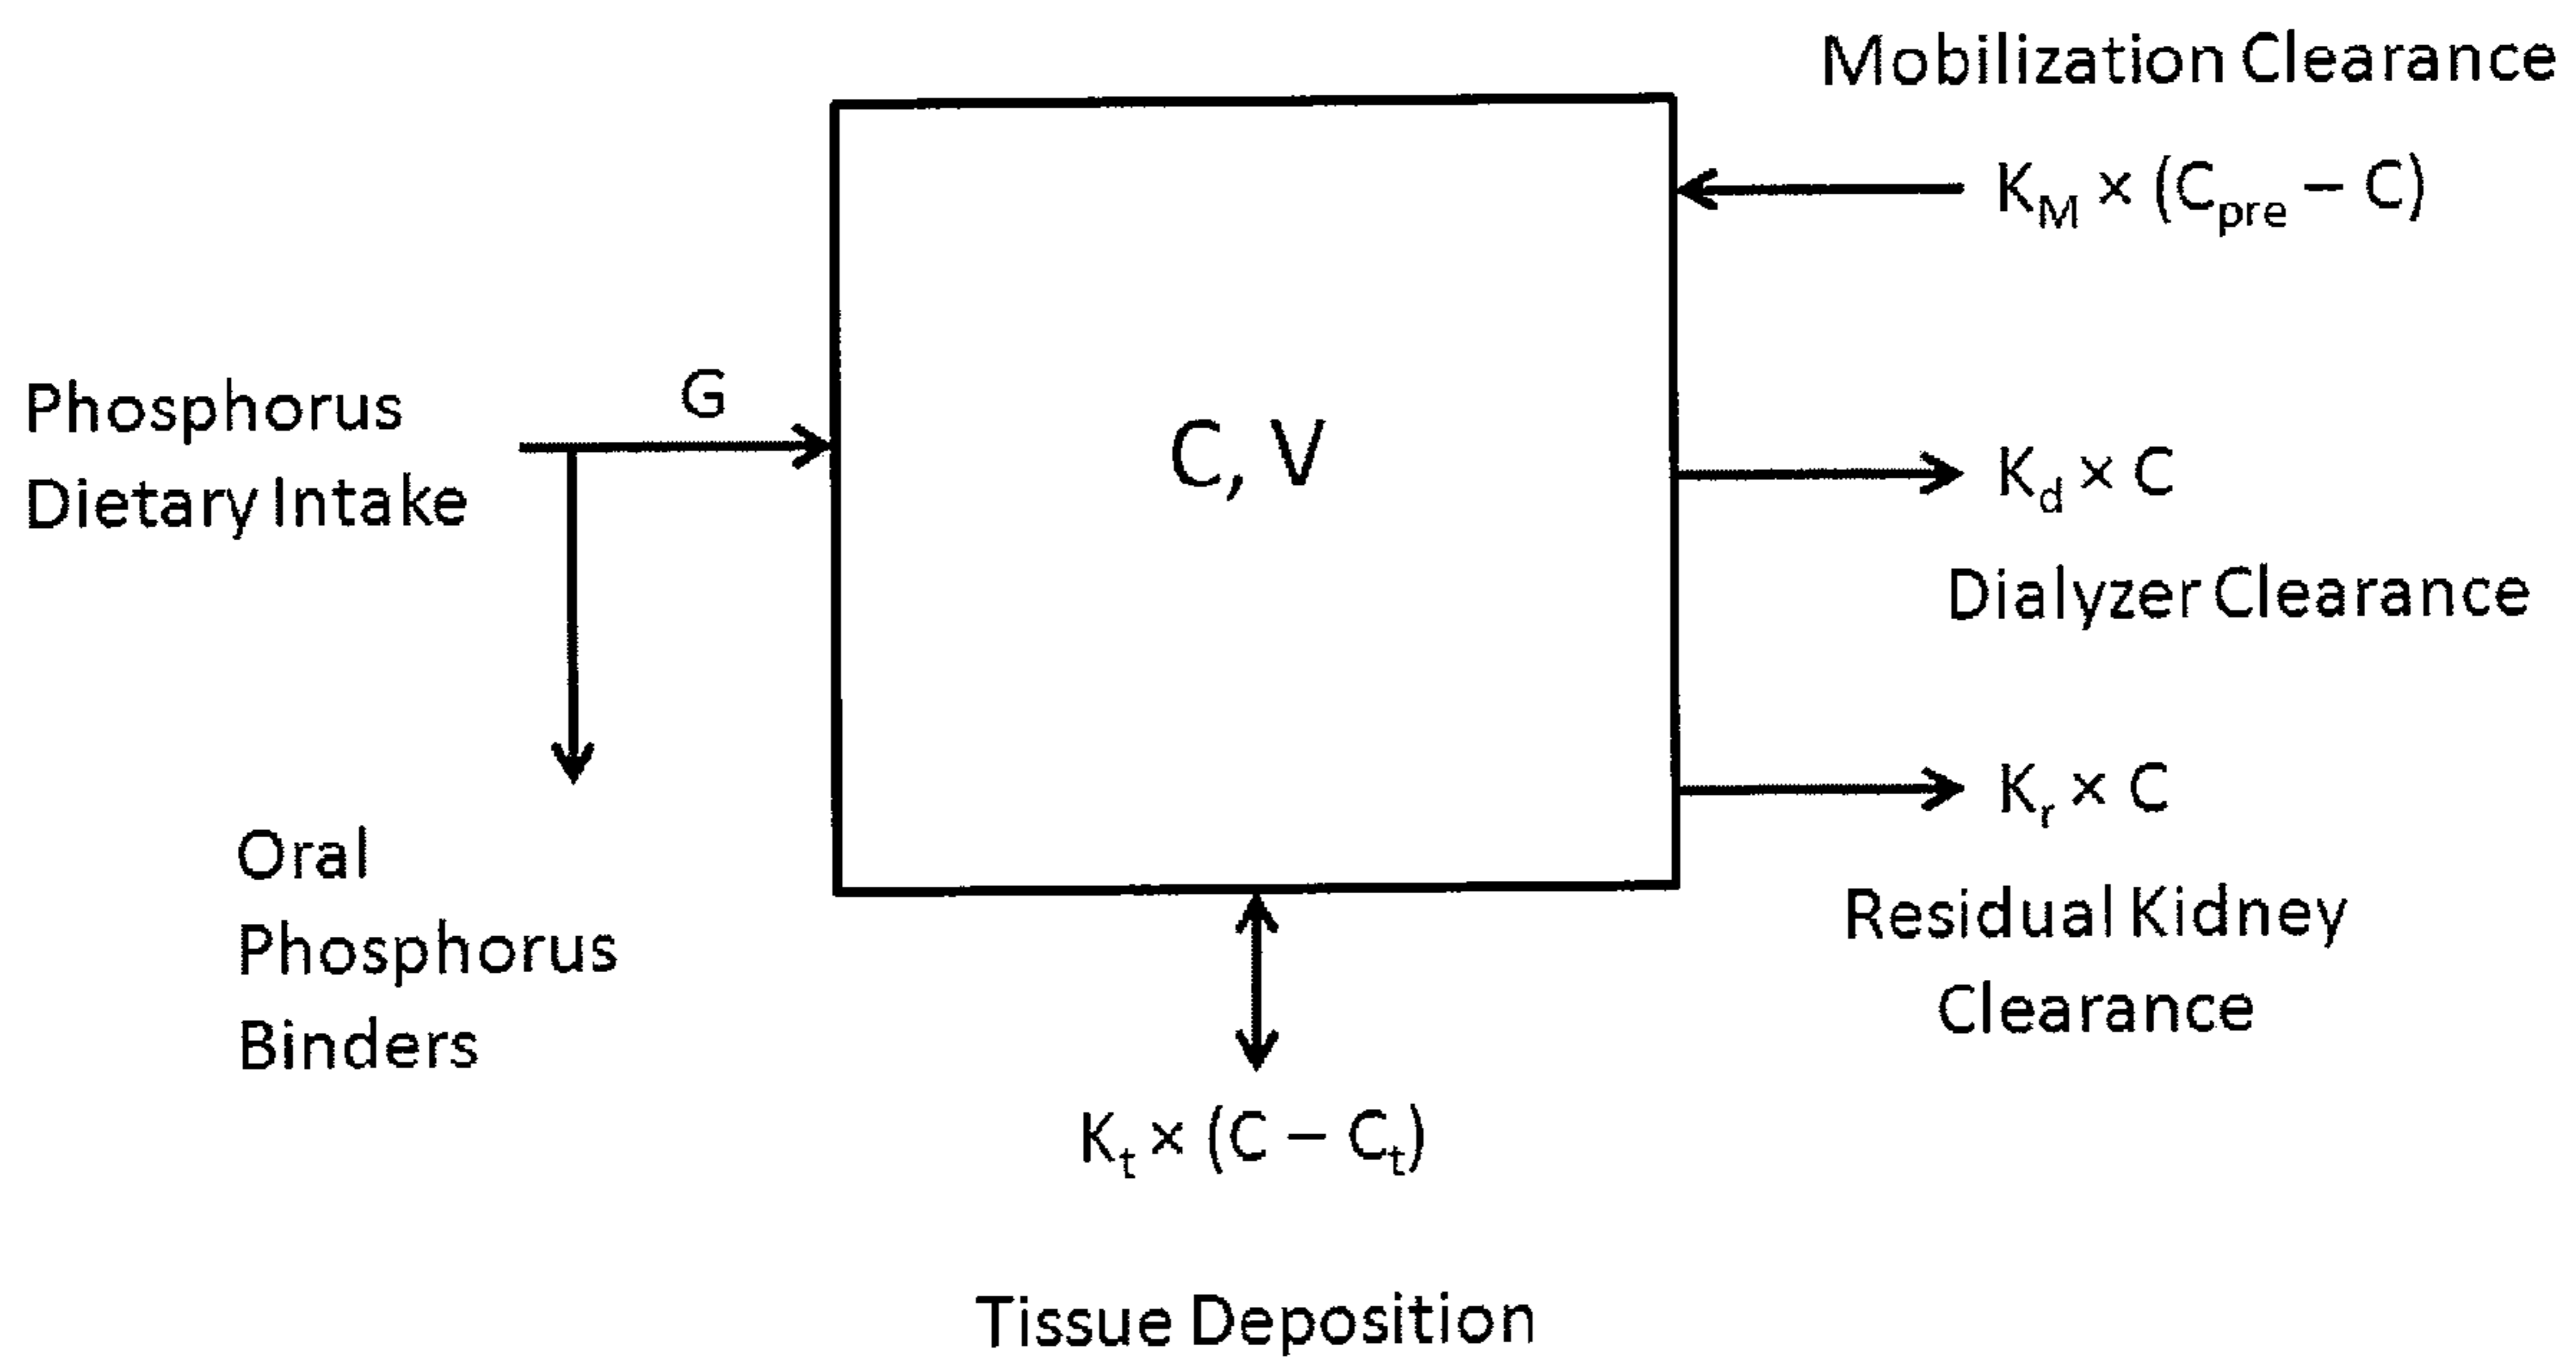 Mobilization Clearance
K_M × (C_pre – C)
Phosphorus
Dietary Intake
G
C, V
K_d × C
Dialyzer Clearance
K_r × C
Residual Kidney
Clearance
Oral
Phosphorus
Binders
K_t × (C – C_t)
Tissue Deposition